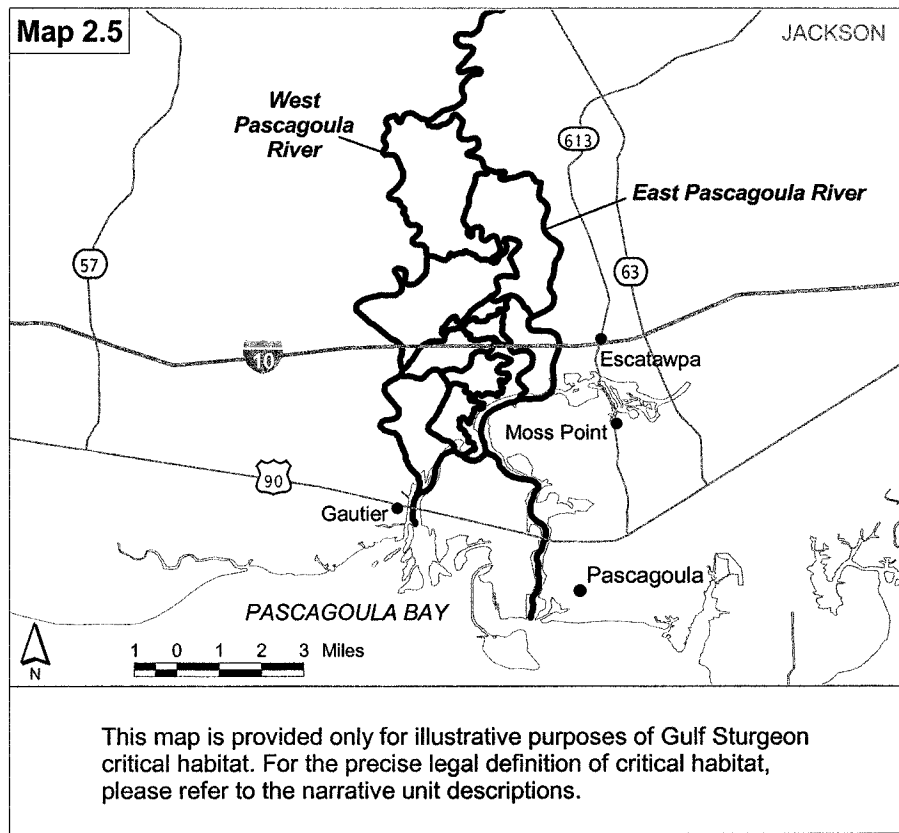 Map 2.5
JACKSON
West
Pascagoula
River
613
East Pascagoula River
57
63
10
Escatawpa
Moss Point
90
Gautier
Pascagoula
PASCAGOULA BAY
N
1 0 1 2 3 Miles
This map is provided only for illustrative purposes of Gulf Sturgeon
critical habitat. For the precise legal definition of critical habitat,
please refer to the narrative unit descriptions.